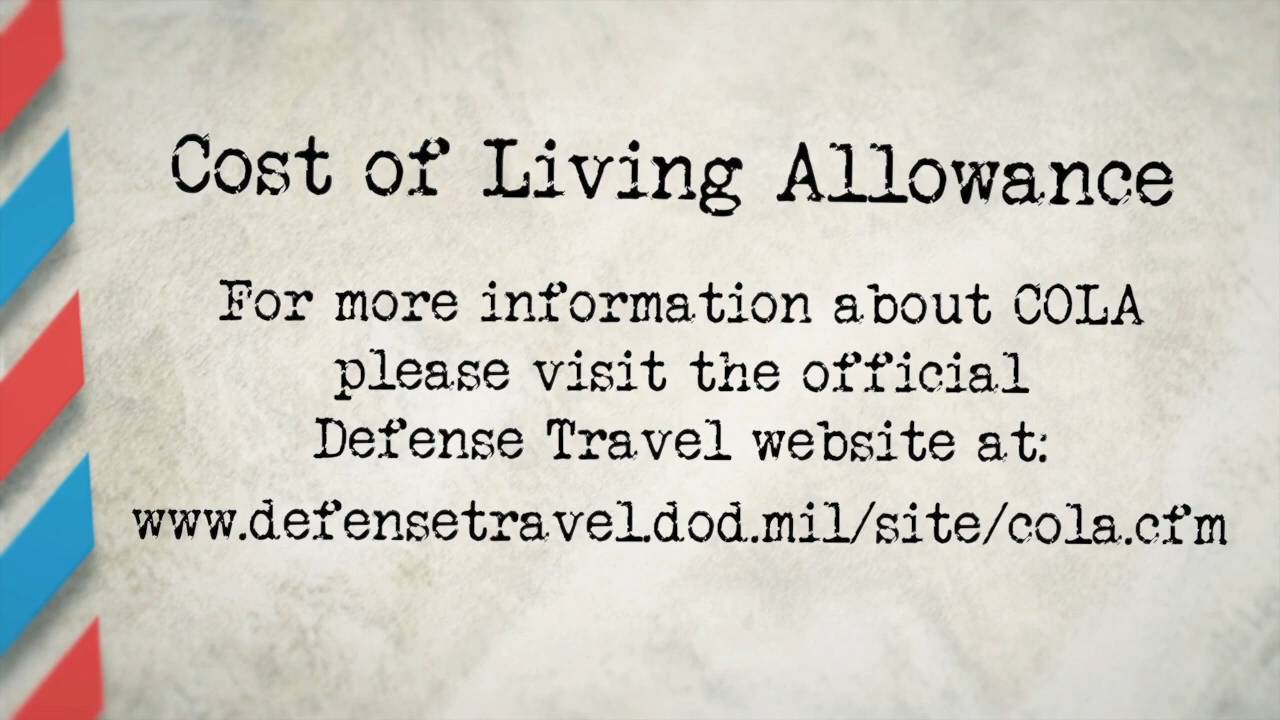 Cost of Living Allowance
For more information about COLA
please visit the official
Defense Travel website at:
www.defensetravel.dod.mil/site/cola.cfm